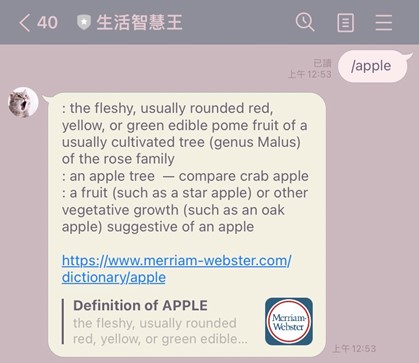 40 生活智慧王
已讀
上午 12:53
/apple
: the fleshy, usually rounded red,
yellow, or green edible pome fruit of a
usually cultivated tree (genus Malus)
of the rose family
: an apple tree — compare crab apple
: a fruit (such as a star apple) or other
vegetative growth (such as an oak
apple) suggestive of an apple
https://www.merriam-webster.com/
dictionary/apple
Definition of APPLE
the fleshy, usually rounded
red, yellow, or green edible...
Merriam-
Webster
上午 12:53